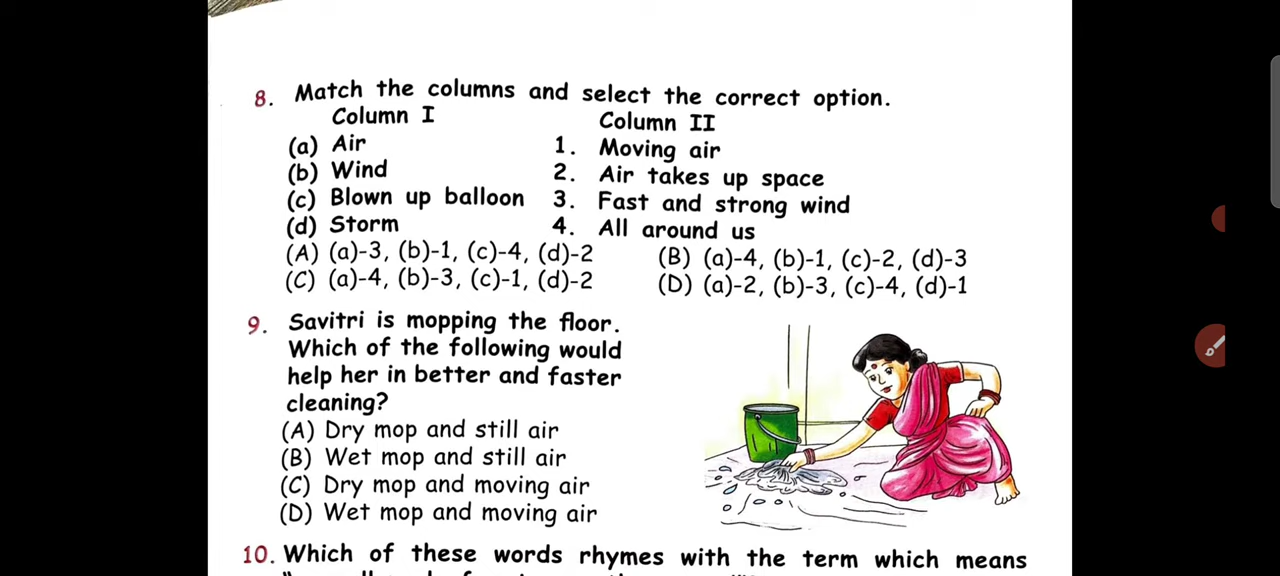 8. Match the columns and select the correct option.
Column I Column II
(a) Air 1. Moving air
(b) Wind 2. Air takes up space
(c) Blown up balloon 3. Fast and strong wind
(d) Storm 4. All around us
(A) (a)-3, (b)-1, (c)-4, (d)-2 (B) (a)-4, (b)-1, (c)-2, (d)-3
(C) (a)-4, (b)-3, (c)-1, (d)-2 (D) (a)-2, (b)-3, (c)-4, (d)-1
9. Savitri is mopping the floor.
Which of the following would
help her in better and faster
cleaning?
(A) Dry mop and still air
(B) Wet mop and still air
(C) Dry mop and moving air
(D) Wet mop and moving air
10. Which of these words rhymes with the term which means